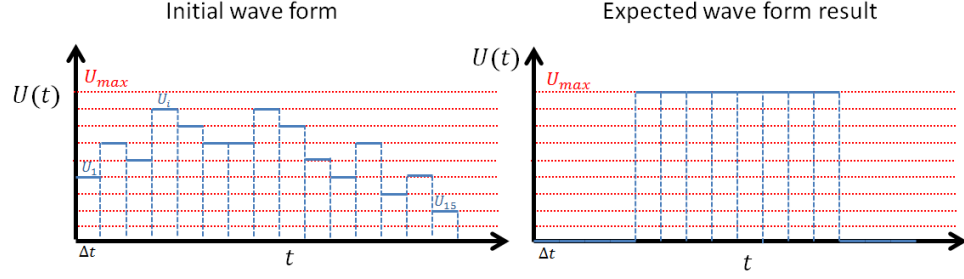 Initial wave form
U(t)
U_max
U_i
U_1
U_15
Δt
t
Expected wave form result
U(t)
U_max
Δt
t